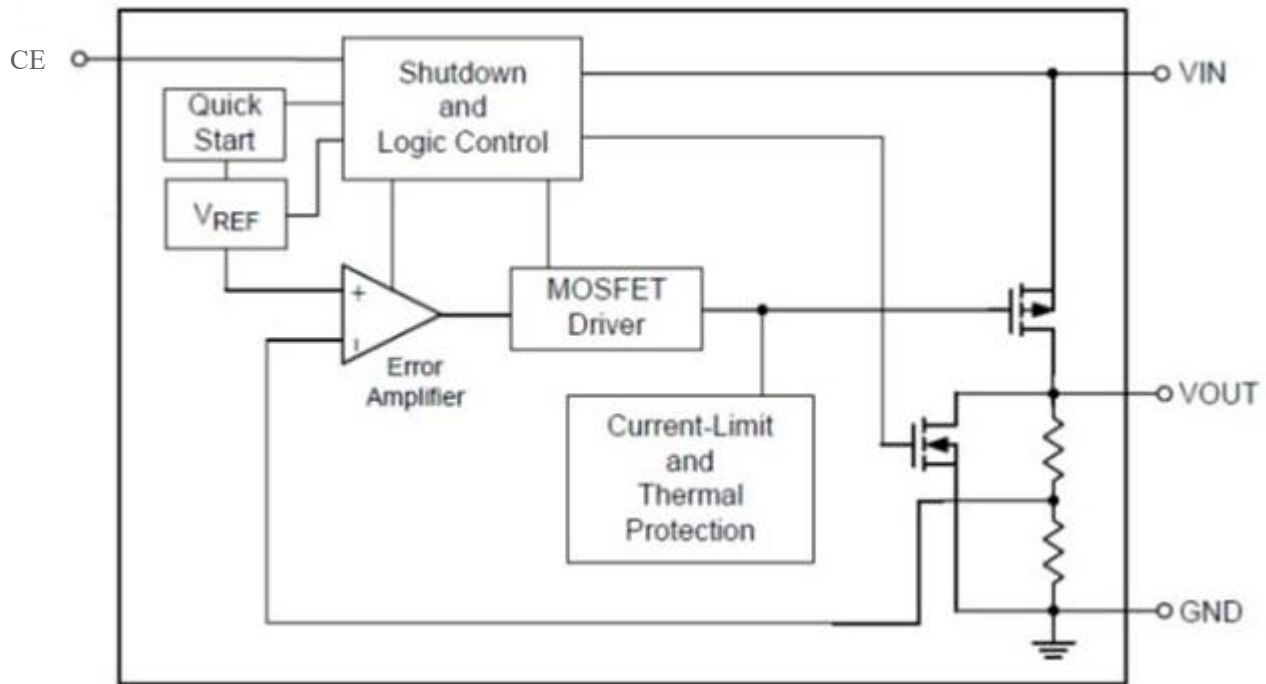 CE
Shutdown
and
Logic Control
VIN
Quick
Start
VREF
+
MOSFET
Driver
Error
Amplifier
VOUT
Current-Limit
and
Thermal
Protection
GND